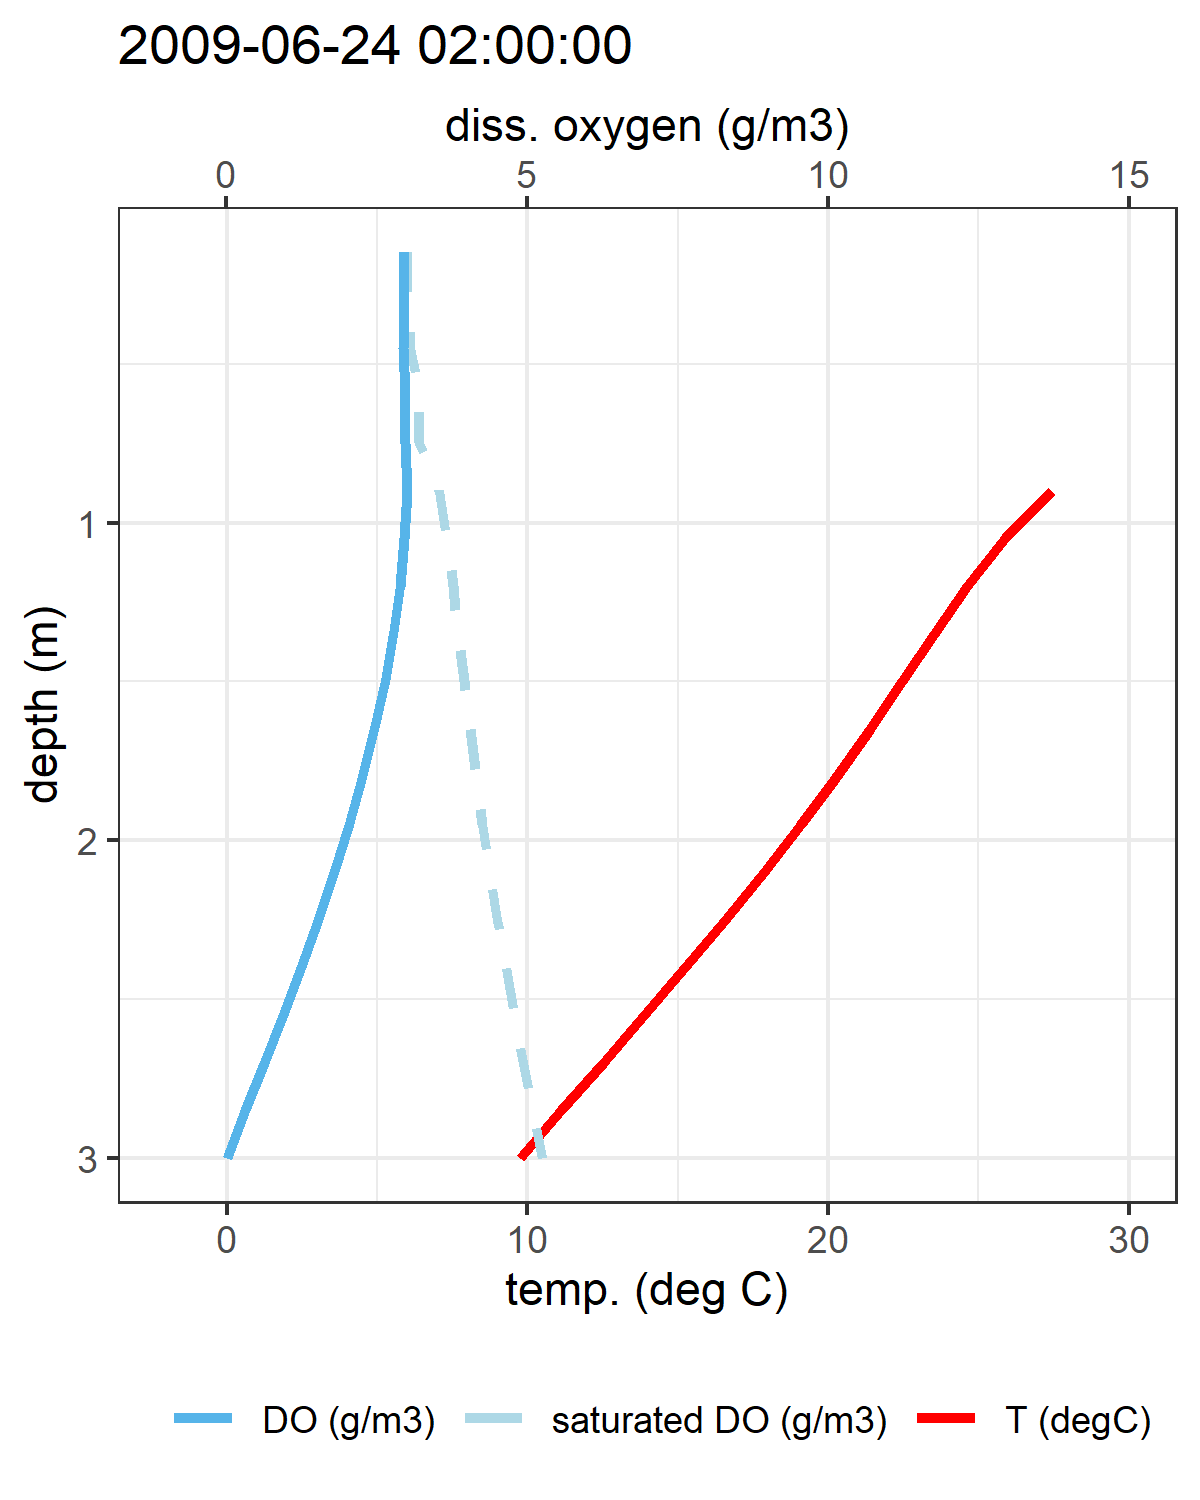 2009-06-24 02:00:00
diss. oxygen (g/m3)
0 5 10 15
depth (m)
1
2
3
0 10 20 30
temp. (deg C)
DO (g/m3) saturated DO (g/m3) T (degC)